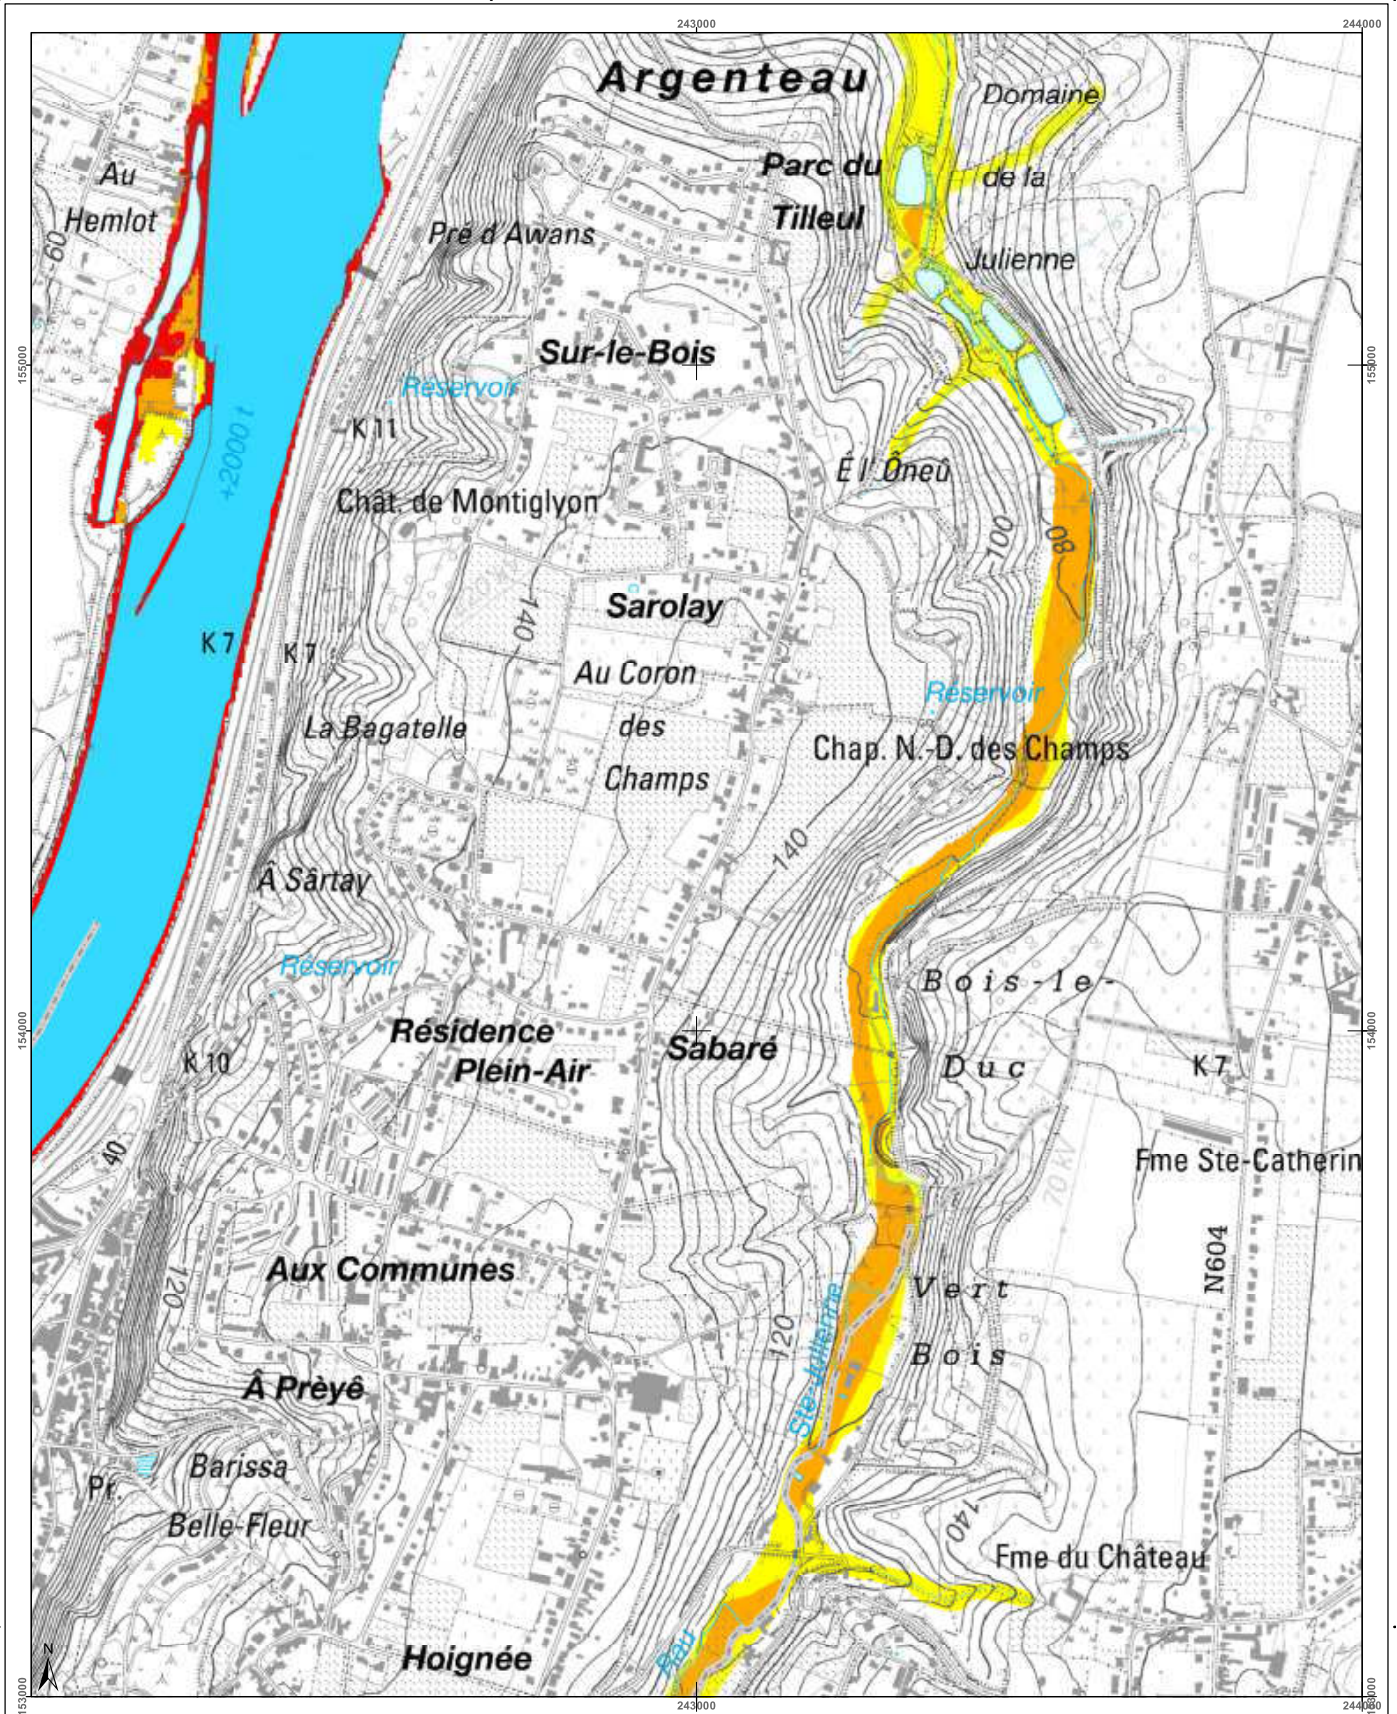 243000
244000
Argenteau
Domaine
Au
Hemlot
Parc du
Tilleul
de la
60
Pré d'Awans
Julienne
155000
Sur-le-Bois
155000
Réservoir
K 11
+2000 t
É l' Ôneû
Chât. de Montiglyon
100
80
140
Sarolay
K 7
K 7
Au Coron
des
Champs
Réservoir
La Bagatelle
Chap. N.-D. des Champs
140
Â Sârtay
Réservoir
Bois-le-
Duc
154000
Résidence
Plein-Air
Sabaré
154000
K 10
K 7
40
Fme Ste-Catherin
70 kV
N604
Aux Communes
120
Vert
Bois
120
Ste-Julienne
Â Prèyê
Barissa
Pr.
Belle-Fleur
140
Fme du Château
Hoignée
Rau
N
153000
243000
244000
153000